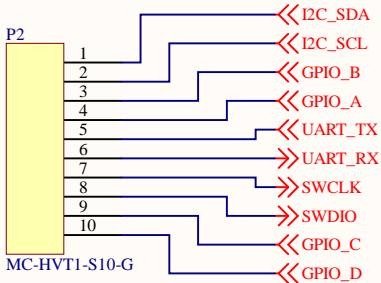 P2
1 I2C_SDA
2 I2C_SCL
3 GPIO_B
4 GPIO_A
5 UART_TX
6 UART_RX
7 SWCLK
8 SWDIO
9 GPIO_C
10 GPIO_D
MC-HVT1-S10-G